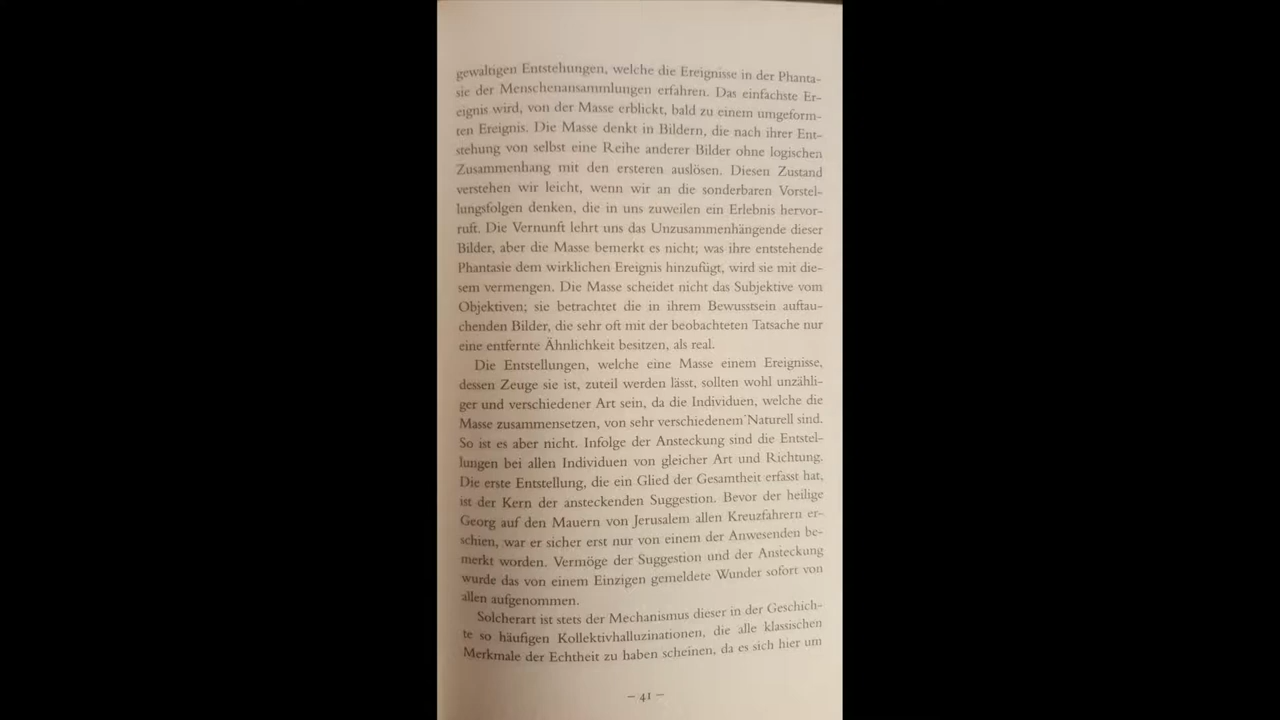 gewaltigen Entstehungen, welche die Ereignisse in der Phanta-
sie der Menschenansammlungen erfahren. Das einfachste Er-
eignis wird, von der Masse erblickt, bald zu einem umgeform-
ten Ereignis. Die Masse denkt in Bildern, die nach ihrer Ent-
stehung von selbst eine Reihe anderer Bilder ohne logischen
Zusammenhang mit den ersteren auslösen. Diesen Zustand
verstehen wir leicht, wenn wir an die sonderbaren Vorstel-
lungsfolgen denken, die in uns zuweilen ein Erlebnis hervor-
ruft. Die Vernunft lehrt uns das Unzusammenhängende dieser
Bilder, aber die Masse bemerkt es nicht; was ihre entstehende
Phantasie dem wirklichen Ereignis hinzufügt, wird sie mit die-
sem vermengen. Die Masse scheidet nicht das Subjektive vom
Objektiven; sie betrachtet die in ihrem Bewusstsein auftau-
chenden Bilder, die sehr oft mit der beobachteten Tatsache nur
eine entfernte Ähnlichkeit besitzen, als real.
Die Entstellungen, welche eine Masse einem Ereignisse,
dessen Zeuge sie ist, zuteil werden lässt, sollten wohl unzähli-
ger und verschiedener Art sein, da die Individuen, welche die
Masse zusammensetzen, von sehr verschiedenem Naturell sind.
So ist es aber nicht. Infolge der Ansteckung sind die Entstel-
lungen bei allen Individuen von gleicher Art und Richtung.
Die erste Entstellung, die ein Glied der Gesamtheit erfasst hat,
ist der Kern der ansteckenden Suggestion. Bevor der heilige
Georg auf den Mauern von Jerusalem allen Kreuzfahrern er-
schien, war er sicher erst nur von einem der Anwesenden be-
merkt worden. Vermöge der Suggestion und der Ansteckung
wurde das von einem Einzigen gemeldete Wunder sofort von
allen aufgenommen.
Solcherart ist stets der Mechanismus dieser in der Geschich-
te so häufigen Kollektivhalluzinationen, die alle klassischen
Merkmale der Echtheit zu haben scheinen, da es sich hier um
– 41 –